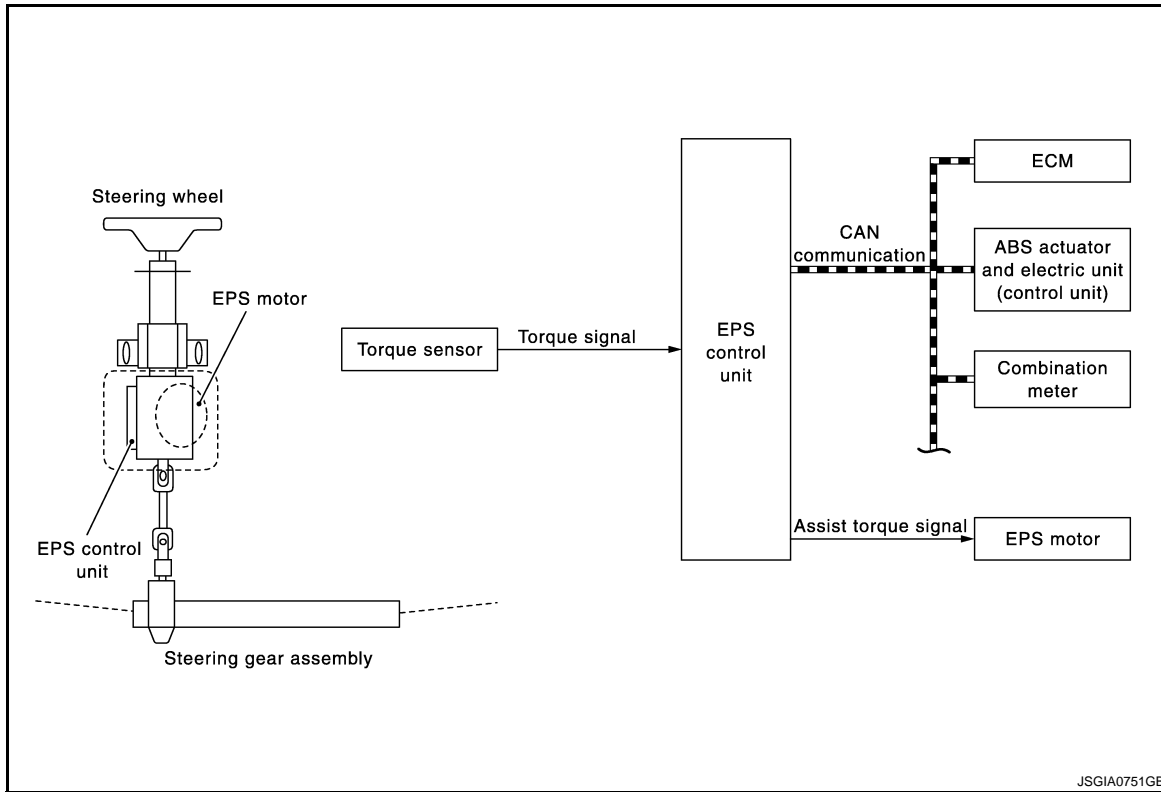 Steering wheel
EPS motor
EPS control
unit
Steering gear assembly
Torque sensor
Torque signal
EPS
control
unit
CAN
communication
ECM
ABS actuator
and electric unit
(control unit)
Combination
meter
Assist torque signal
EPS motor
JSGIA0751GB